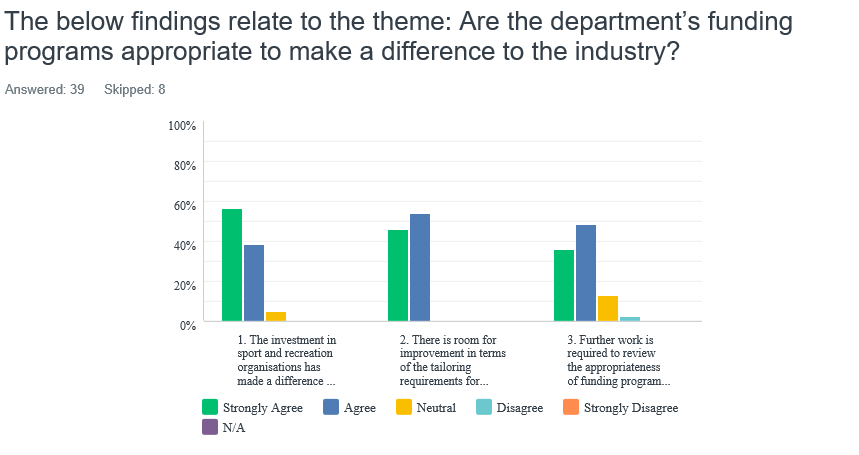 The below findings relate to the theme: Are the department’s funding
programs appropriate to make a difference to the industry?
Answered: 39 Skipped: 8
100%
80%
60%
40%
20%
0%
1. The investment in
sport and recreation
organisations has
made a difference ...
2. There is room for
improvement in terms
of the tailoring
requirements for...
3. Further work is
required to review
the appropriateness
of funding program...
Strongly Agree Agree Neutral Disagree Strongly Disagree
N/A